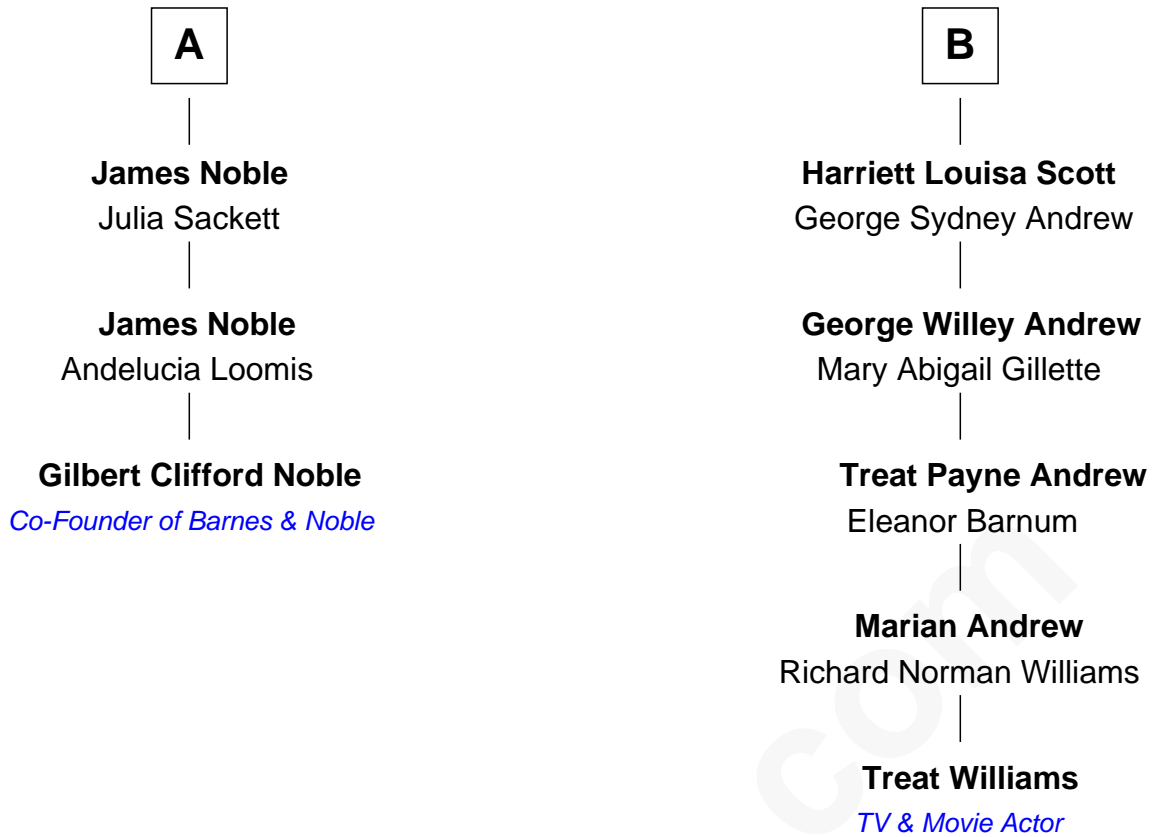 A
James Noble
Julia Sackett
James Noble
Andelucia Loomis
Gilbert Clifford Noble
Co-Founder of Barnes & Noble
B
Harriett Louisa Scott
George Sydney Andrew
George Willey Andrew
Mary Abigail Gillette
Treat Payne Andrew
Eleanor Barnum
Marian Andrew
Richard Norman Williams
Treat Williams
TV & Movie Actor
com